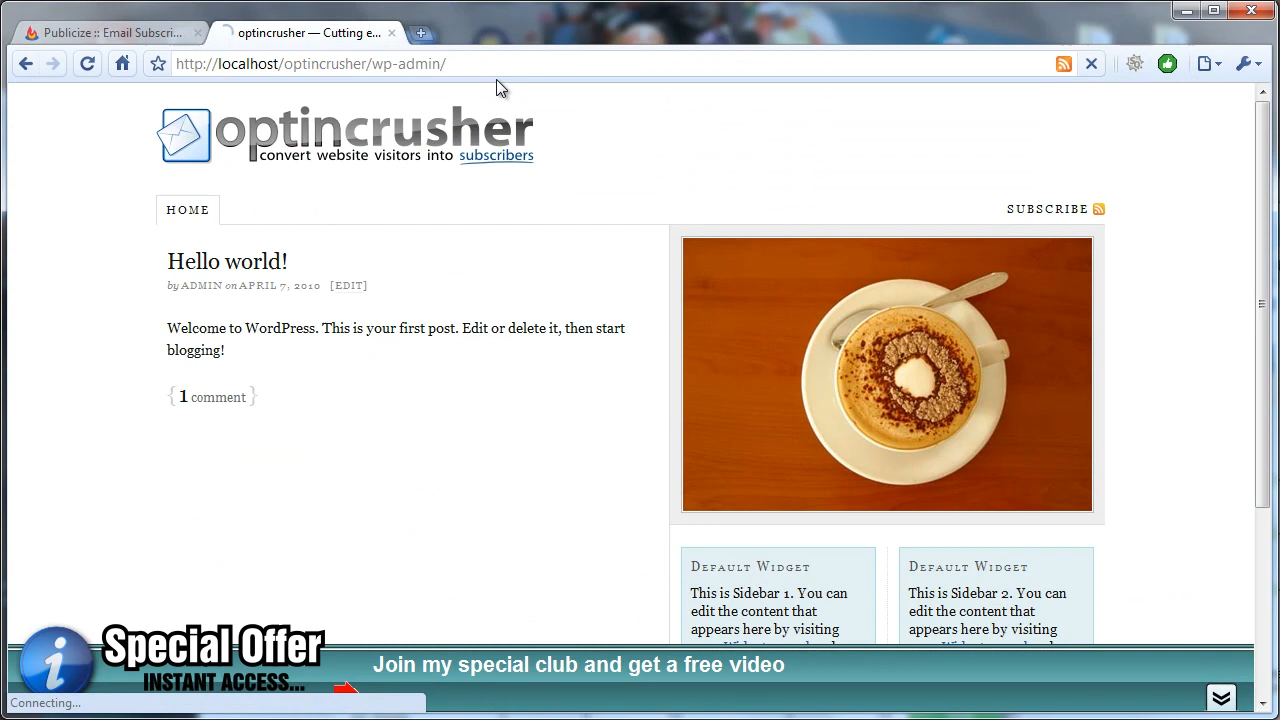 Publicize :: Email Subscri...
optincrusher — Cutting e...
http://localhost/optincrusher/wp-admin/
optincrusher
convert website visitors into subscribers
HOME
SUBSCRIBE
Hello world!
by ADMIN on APRIL 7, 2010 [EDIT]
Welcome to WordPress. This is your first post. Edit or delete it, then start
blogging!
{ 1 comment }
DEFAULT WIDGET
This is Sidebar 1. You can
edit the content that
appears here by visiting
DEFAULT WIDGET
This is Sidebar 2. You can
edit the content that
appears here by visiting
Special Offer
INSTANT ACCESS...
Join my special club and get a free video
Connecting...